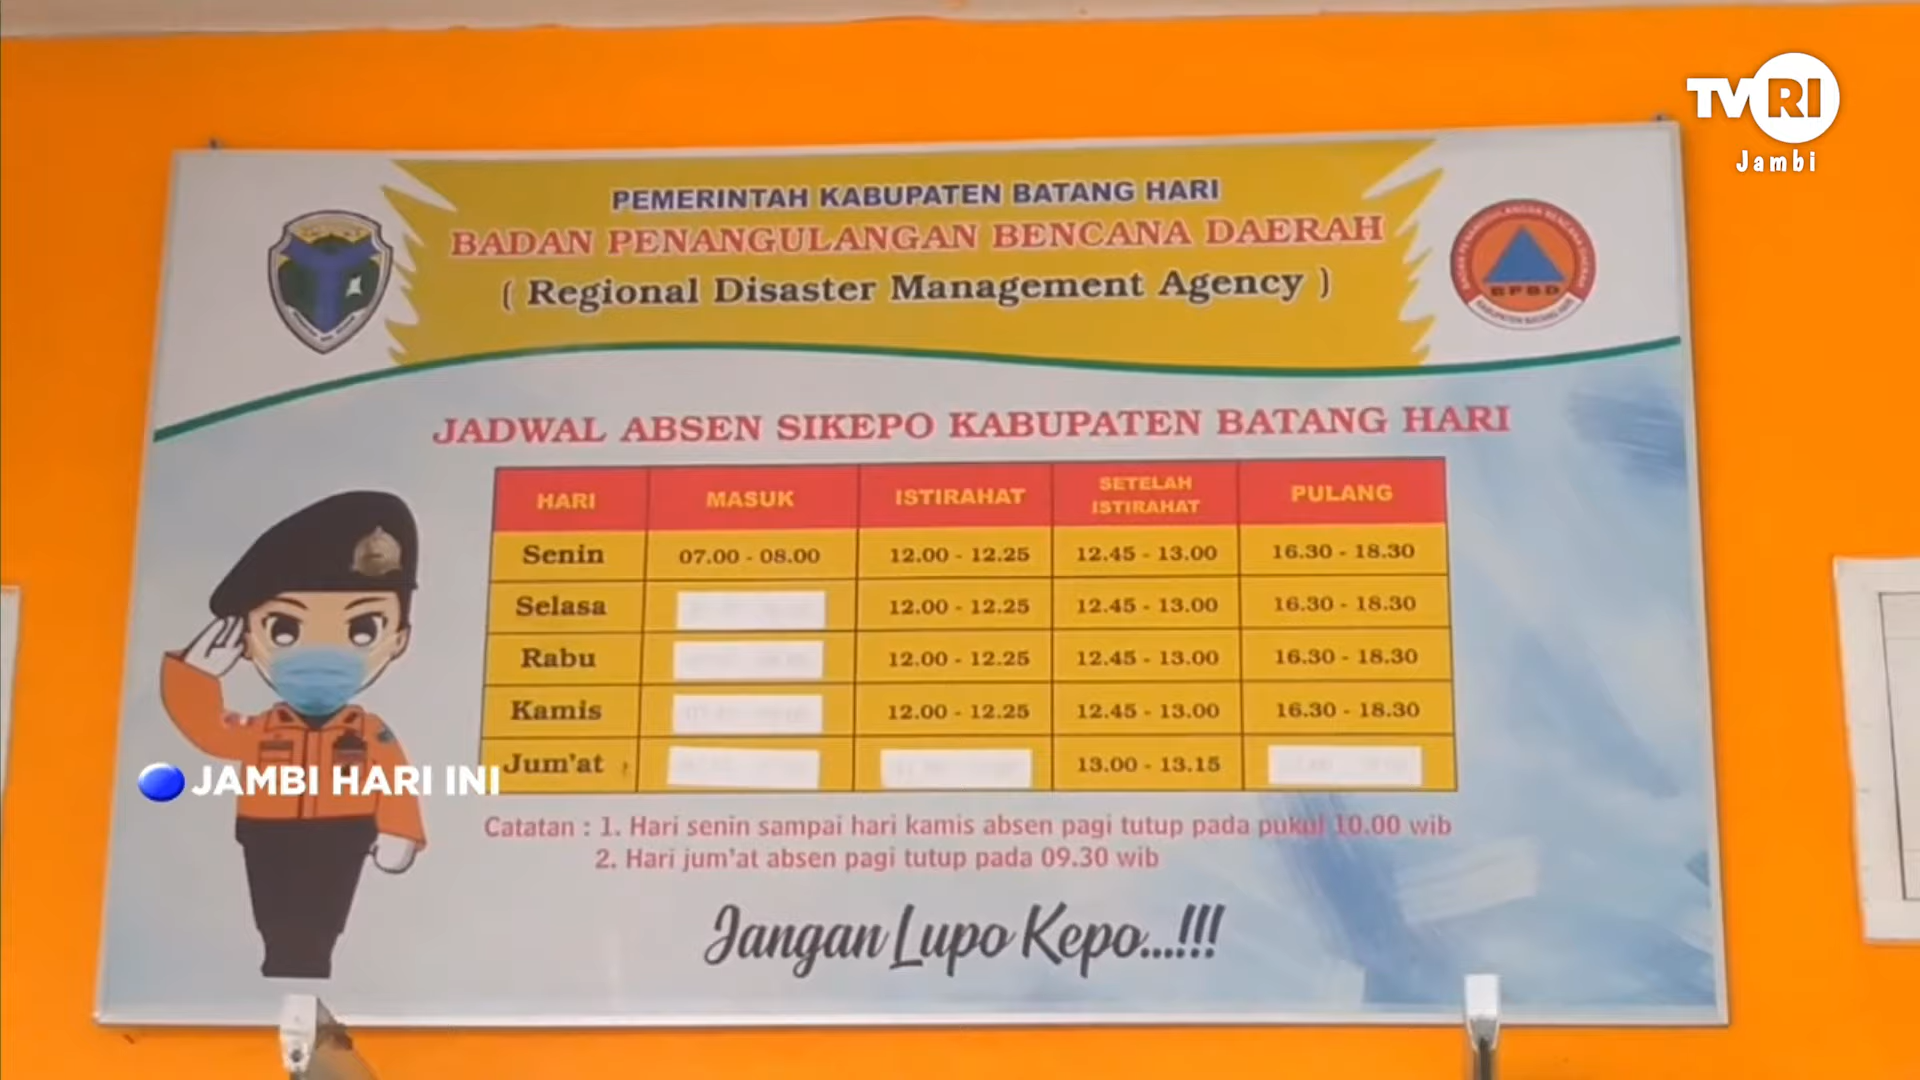 TVRI
Jambi
PEMERINTAH KABUPATEN BATANG HARI
BADAN PENANGULANGAN BENCANA DAERAH
( Regional Disaster Management Agency )
BPBD
JADWAL ABSEN SIKEPO KABUPATEN BATANG HARI
HARI MASUK ISTIRAHAT SETELAH ISTIRAHAT PULANG
Senin 07.00 - 08.00 12.00 - 12.25 12.45 - 13.00 16.30 - 18.30
Selasa 12.00 - 12.25 12.45 - 13.00 16.30 - 18.30
Rabu 12.00 - 12.25 12.45 - 13.00 16.30 - 18.30
Kamis 12.00 - 12.25 12.45 - 13.00 16.30 - 18.30
Jum'at 13.00 - 13.15
JAMBI HARI INI
Catatan : 1. Hari senin sampai hari kamis absen pagi tutup pada pukul 10.00 wib
2. Hari jum'at absen pagi tutup pada 09.30 wib
Jangan Lupo Kepo...!!!